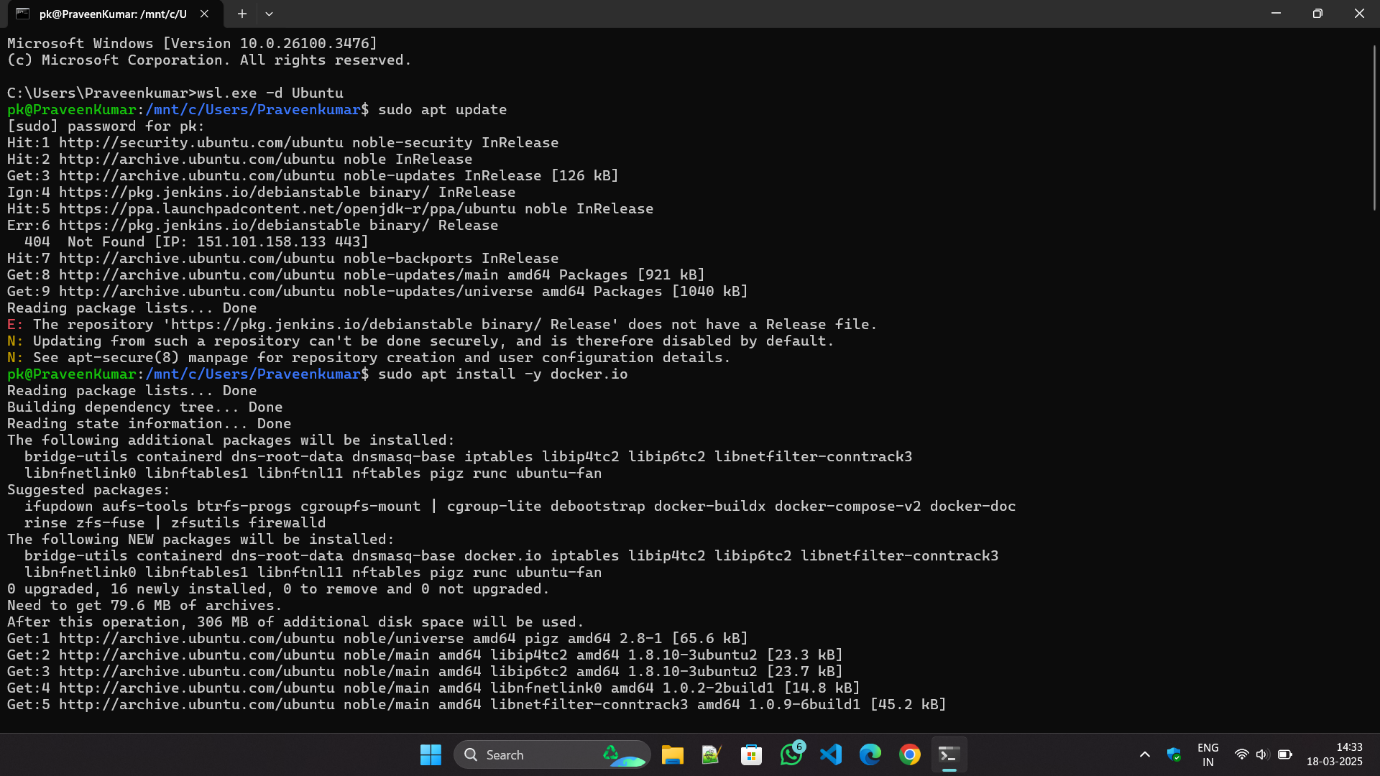 pk@PraveenKumar: /mnt/c/U
Microsoft Windows [Version 10.0.26100.3476]
(c) Microsoft Corporation. All rights reserved.
C:\Users\Praveenkumar>wsl.exe -d Ubuntu
pk@PraveenKumar:/mnt/c/Users/Praveenkumar$ sudo apt update
[sudo] password for pk:
Hit:1 http://security.ubuntu.com/ubuntu noble-security InRelease
Hit:2 http://archive.ubuntu.com/ubuntu noble InRelease
Get:3 http://archive.ubuntu.com/ubuntu noble-updates InRelease [126 kB]
Ign:4 https://pkg.jenkins.io/debianstable binary/ InRelease
Hit:5 https://ppa.launchpadcontent.net/openjdk-r/ppa/ubuntu noble InRelease
Err:6 https://pkg.jenkins.io/debianstable binary/ Release
  404  Not Found [IP: 151.101.158.133 443]
Hit:7 http://archive.ubuntu.com/ubuntu noble-backports InRelease
Get:8 http://archive.ubuntu.com/ubuntu noble-updates/main amd64 Packages [921 kB]
Get:9 http://archive.ubuntu.com/ubuntu noble-updates/universe amd64 Packages [1040 kB]
Reading package lists... Done
E: The repository 'https://pkg.jenkins.io/debianstable binary/ Release' does not have a Release file.
N: Updating from such a repository can't be done securely, and is therefore disabled by default.
N: See apt-secure(8) manpage for repository creation and user configuration details.
pk@PraveenKumar:/mnt/c/Users/Praveenkumar$ sudo apt install -y docker.io
Reading package lists... Done
Building dependency tree... Done
Reading state information... Done
The following additional packages will be installed:
  bridge-utils containerd dns-root-data dnsmasq-base iptables libip4tc2 libip6tc2 libnetfilter-conntrack3
  libnfnetlink0 libnftables1 libnftnl11 nftables pigz runc ubuntu-fan
Suggested packages:
  ifupdown aufs-tools btrfs-progs cgroupfs-mount | cgroup-lite debootstrap docker-buildx docker-compose-v2 docker-doc
  rinse zfs-fuse | zfsutils firewalld
The following NEW packages will be installed:
  bridge-utils containerd dns-root-data dnsmasq-base docker.io iptables libip4tc2 libip6tc2 libnetfilter-conntrack3
  libnfnetlink0 libnftables1 libnftnl11 nftables pigz runc ubuntu-fan
0 upgraded, 16 newly installed, 0 to remove and 0 not upgraded.
Need to get 79.6 MB of archives.
After this operation, 306 MB of additional disk space will be used.
Get:1 http://archive.ubuntu.com/ubuntu noble/universe amd64 pigz amd64 2.8-1 [65.6 kB]
Get:2 http://archive.ubuntu.com/ubuntu noble/main amd64 libip4tc2 amd64 1.8.10-3ubuntu2 [23.3 kB]
Get:3 http://archive.ubuntu.com/ubuntu noble/main amd64 libip6tc2 amd64 1.8.10-3ubuntu2 [23.7 kB]
Get:4 http://archive.ubuntu.com/ubuntu noble/main amd64 libnfnetlink0 amd64 1.0.2-2build1 [14.8 kB]
Get:5 http://archive.ubuntu.com/ubuntu noble/main amd64 libnetfilter-conntrack3 amd64 1.0.9-6build1 [45.2 kB]
Search
6
ENG
IN
14:33
18-03-2025